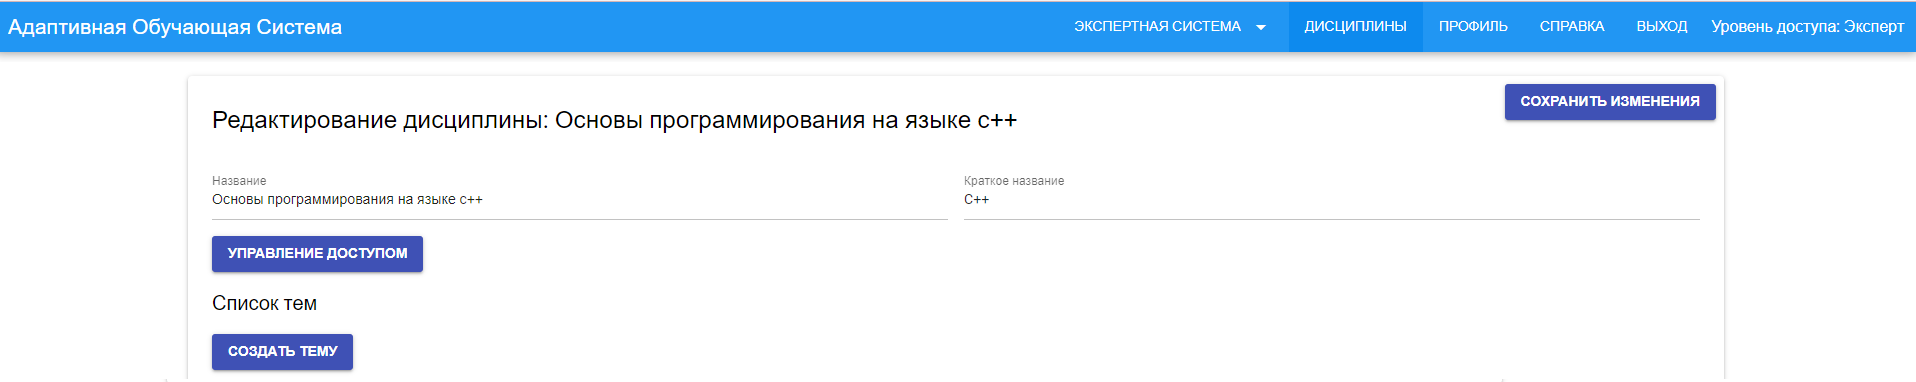 Адаптивная Обучающая Система
ЭКСПЕРТНАЯ СИСТЕМА ДИСЦИПЛИНЫ ПРОФИЛЬ СПРАВКА ВЫХОД Уровень доступа: Эксперт
СОХРАНИТЬ ИЗМЕНЕНИЯ
Редактирование дисциплины: Основы программирования на языке с++
Название
Основы программирования на языке с++
Краткое название
С++
УПРАВЛЕНИЕ ДОСТУПОМ
Список тем
СОЗДАТЬ ТЕМУ